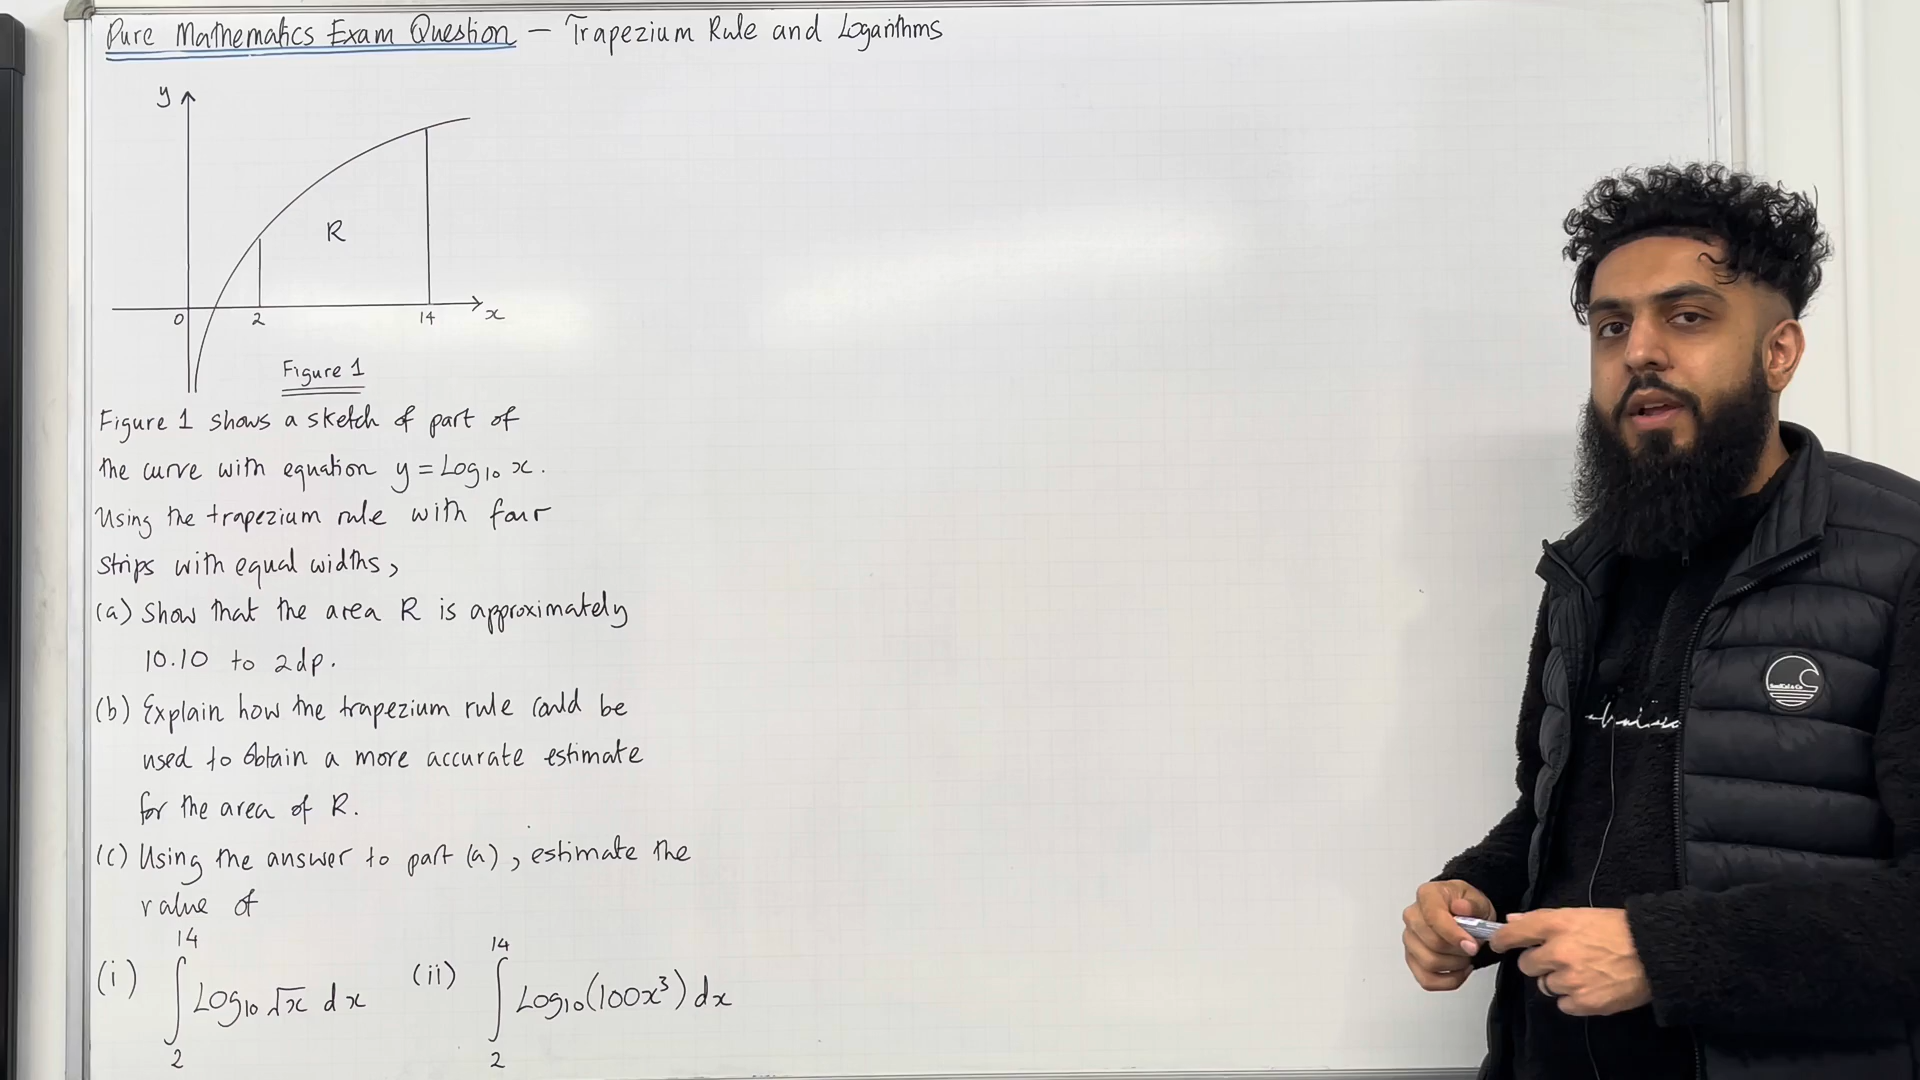 Pure Mathematics Exam Question — Trapezium Rule and Logarithms
y
R
0 2 14 x
Figure 1
Figure 1 shows a sketch of part of
the curve with equation y = Log₁₀ x.
Using the trapezium rule with four
strips with equal widths,
(a) Show that the area R is approximately
10.10 to 2dp.
(b) Explain how the trapezium rule could be
used to obtain a more accurate estimate
for the area of R.
(c) Using the answer to part (a), estimate the
value of
(i) ∫₂¹⁴ Log₁₀ √x dx (ii) ∫₂¹⁴ Log₁₀(100x³) dx